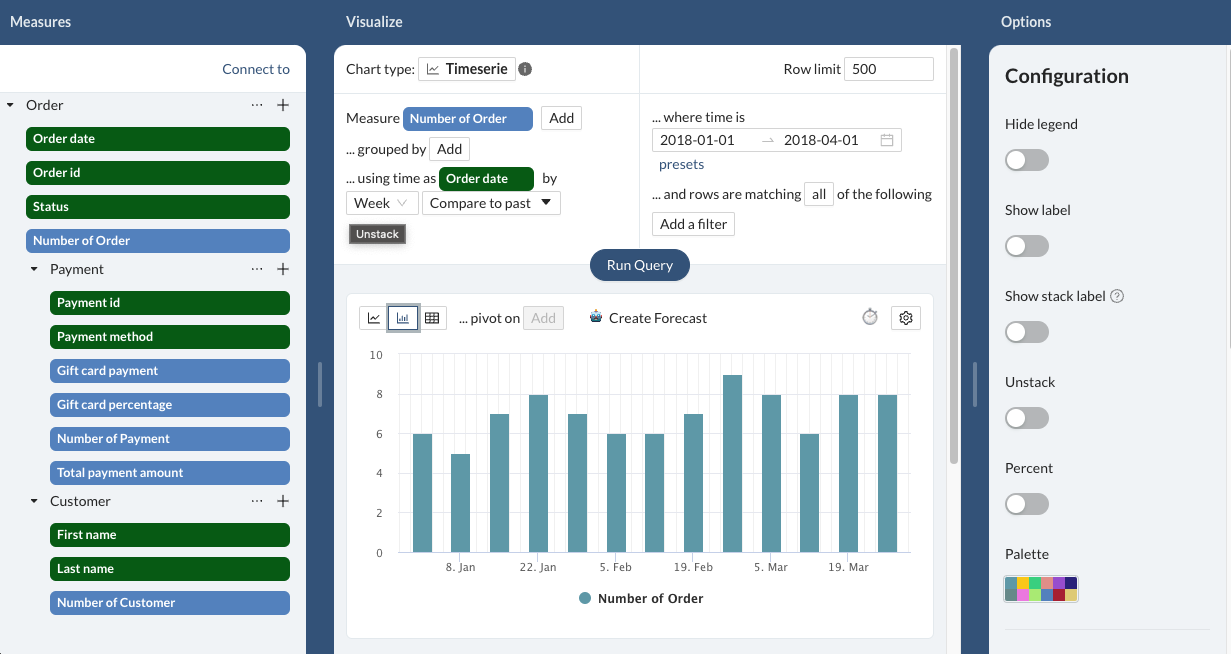 Measures
Connect to
Order
Order date
Order id
Status
Number of Order
Payment
Payment id
Payment method
Gift card payment
Gift card percentage
Number of Payment
Total payment amount
Customer
First name
Last name
Number of Customer
Visualize
Chart type: Timeserie
Row limit 500
Measure Number of Order Add
... grouped by Add
... using time as Order date by
Week Compare to past
Unstack
... where time is
2018-01-01 → 2018-04-01
presets
... and rows are matching all of the following
Add a filter
Run Query
... pivot on Add Create Forecast
10
8
6
4
2
0
8. Jan 22. Jan 5. Feb 19. Feb 5. Mar 19. Mar
Number of Order
Options
Configuration
Hide legend
Show label
Show stack label ?
Unstack
Percent
Palette